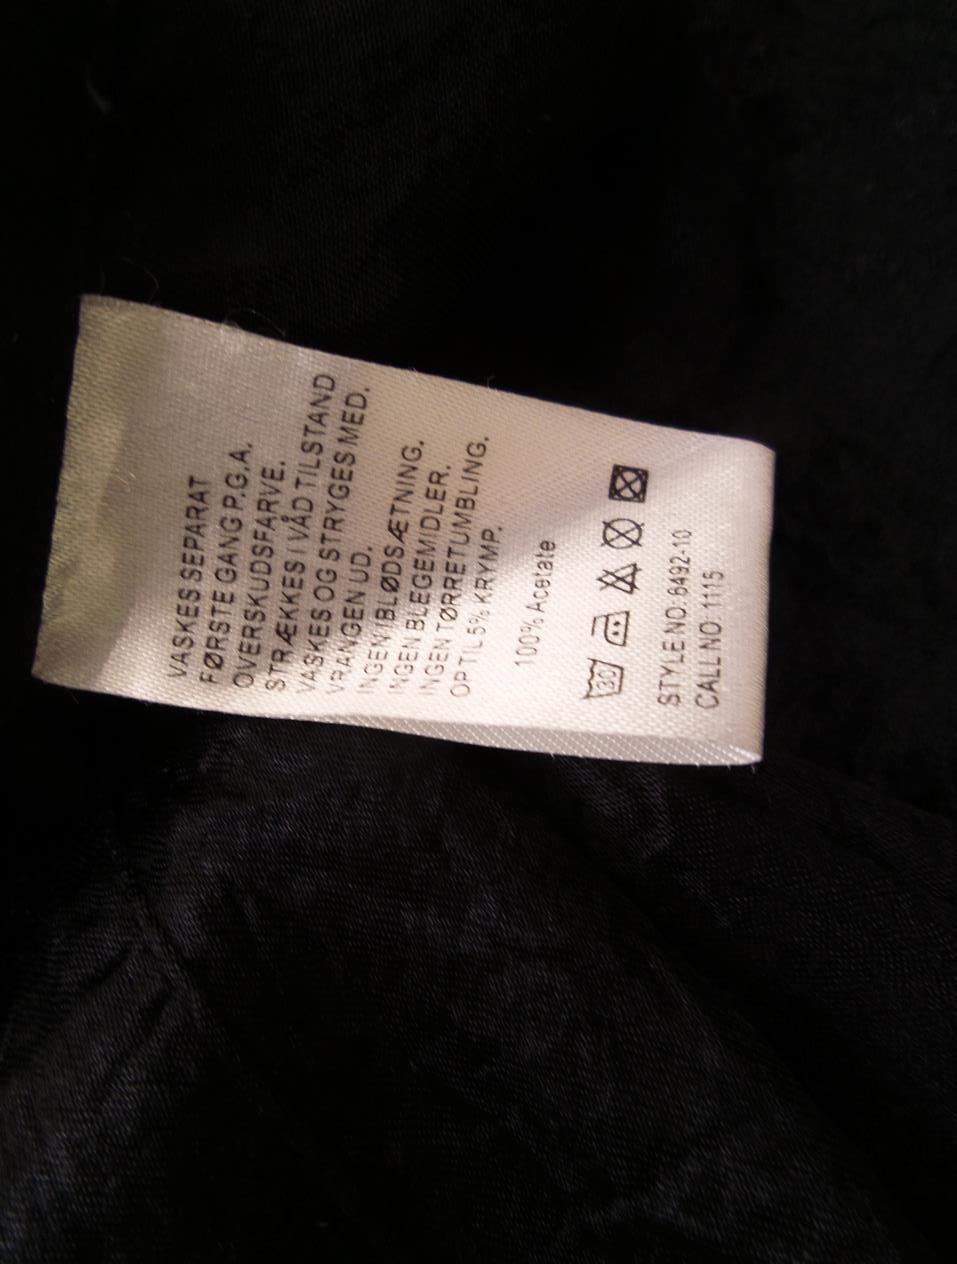 VASKES SEPARAT
FØRSTE GANG P.G.A.
OVERSKUDSFARVE.
STRÆKKES I VÅD TILSTAND
VASKES OG STRYGES MED.
VRANGEN UD.
INGEN IBLØDSÆTNING.
INGEN BLEGEMIDLER.
INGEN TØRRETUMBLING.
OP TIL 5% KRYMP.
100% Acetate
30
STYLE NO: 6492-10
CALL NO: 1115